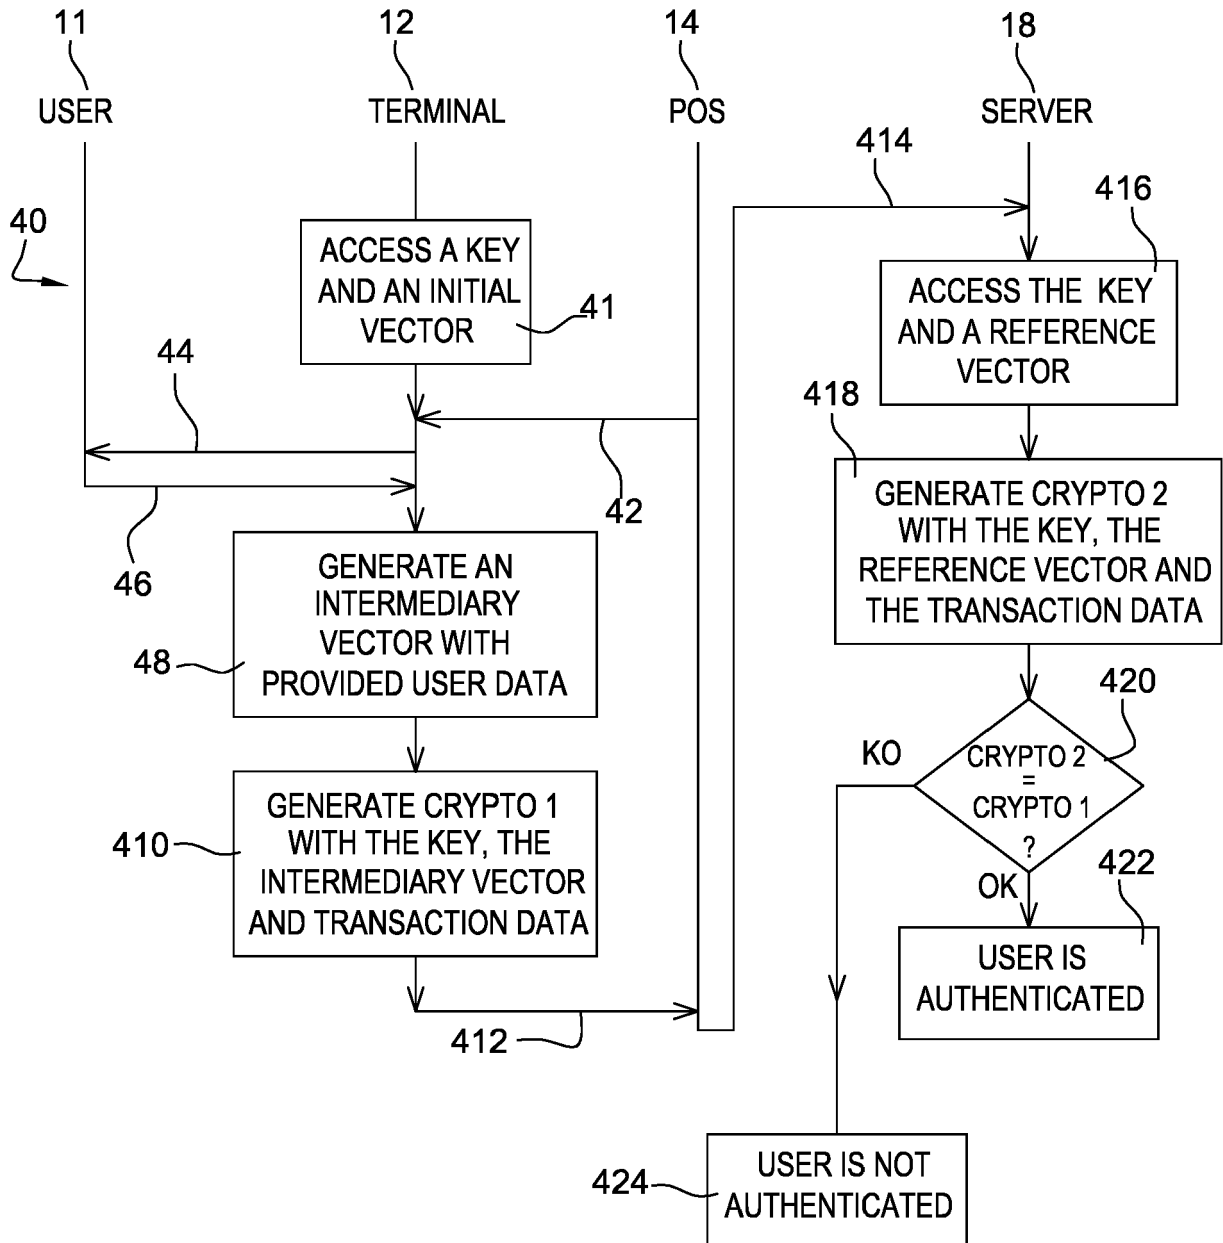 11
12
14
18
USER
TERMINAL
POS
SERVER
414
416
40
ACCESS A KEY
AND AN INITIAL
VECTOR
41
ACCESS THE KEY
AND A REFERENCE
VECTOR
44
418
42
46
GENERATE CRYPTO 2
WITH THE KEY, THE
REFERENCE VECTOR AND
THE TRANSACTION DATA
GENERATE AN
INTERMEDIARY
VECTOR WITH
PROVIDED USER DATA
48
420
KO
CRYPTO 2
=
CRYPTO 1
?
GENERATE CRYPTO 1
WITH THE KEY, THE
INTERMEDIARY VECTOR
AND TRANSACTION DATA
410
OK
422
USER IS
AUTHENTICATED
412
USER IS NOT
AUTHENTICATED
424